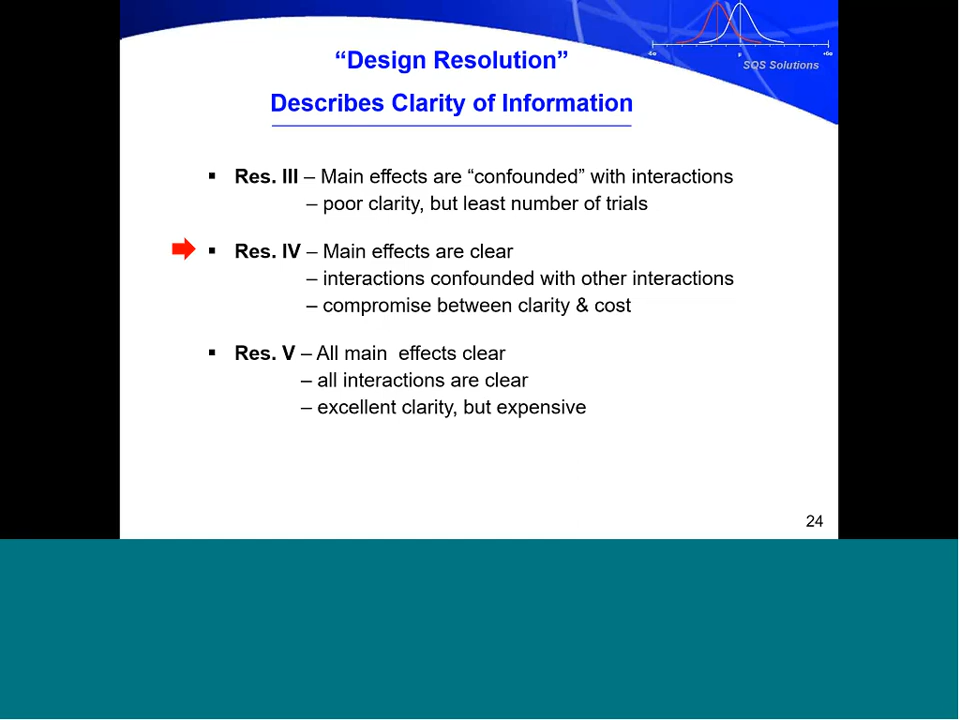 SQS Solutions
“Design Resolution”
Describes Clarity of Information
▪ Res. III – Main effects are “confounded” with interactions
– poor clarity, but least number of trials
▪ Res. IV – Main effects are clear
– interactions confounded with other interactions
– compromise between clarity & cost
▪ Res. V – All main  effects clear
– all interactions are clear
– excellent clarity, but expensive
24